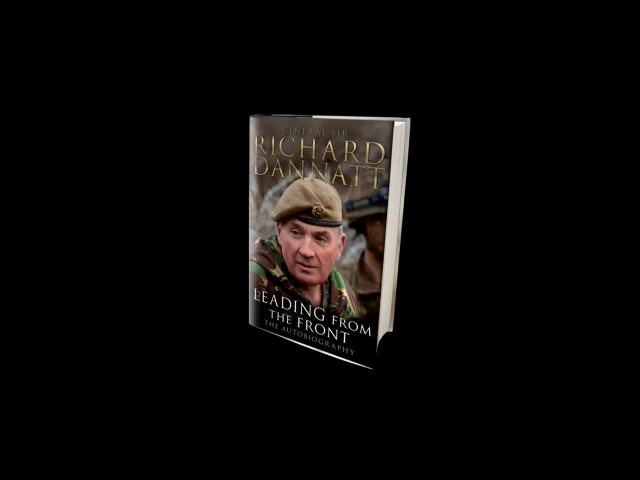 GENERAL SIR
RICHARD
DANNATT
LEADING FROM
THE FRONT
THE AUTOBIOGRAPHY